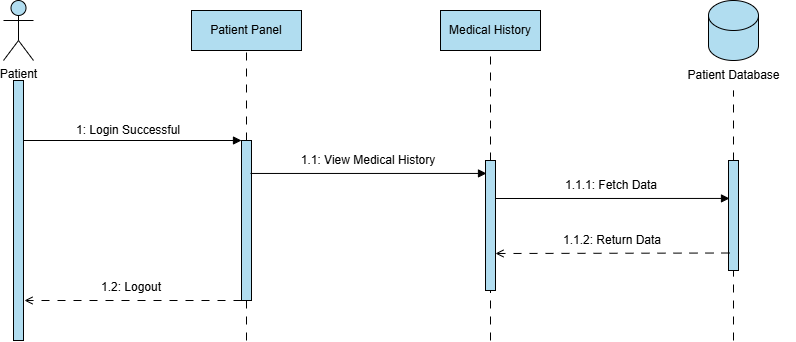 Patient Panel
Medical History
Patient
Patient Database
1: Login Successful
1.1: View Medical History
1.1.1: Fetch Data
1.1.2: Return Data
1.2: Logout